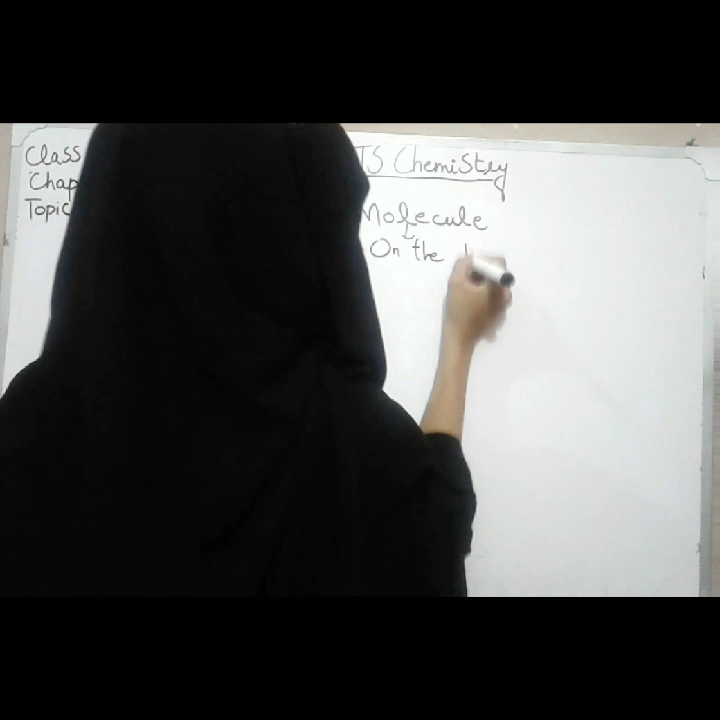 Class
Chap
Topic
TS Chemistry
Molecule
On the